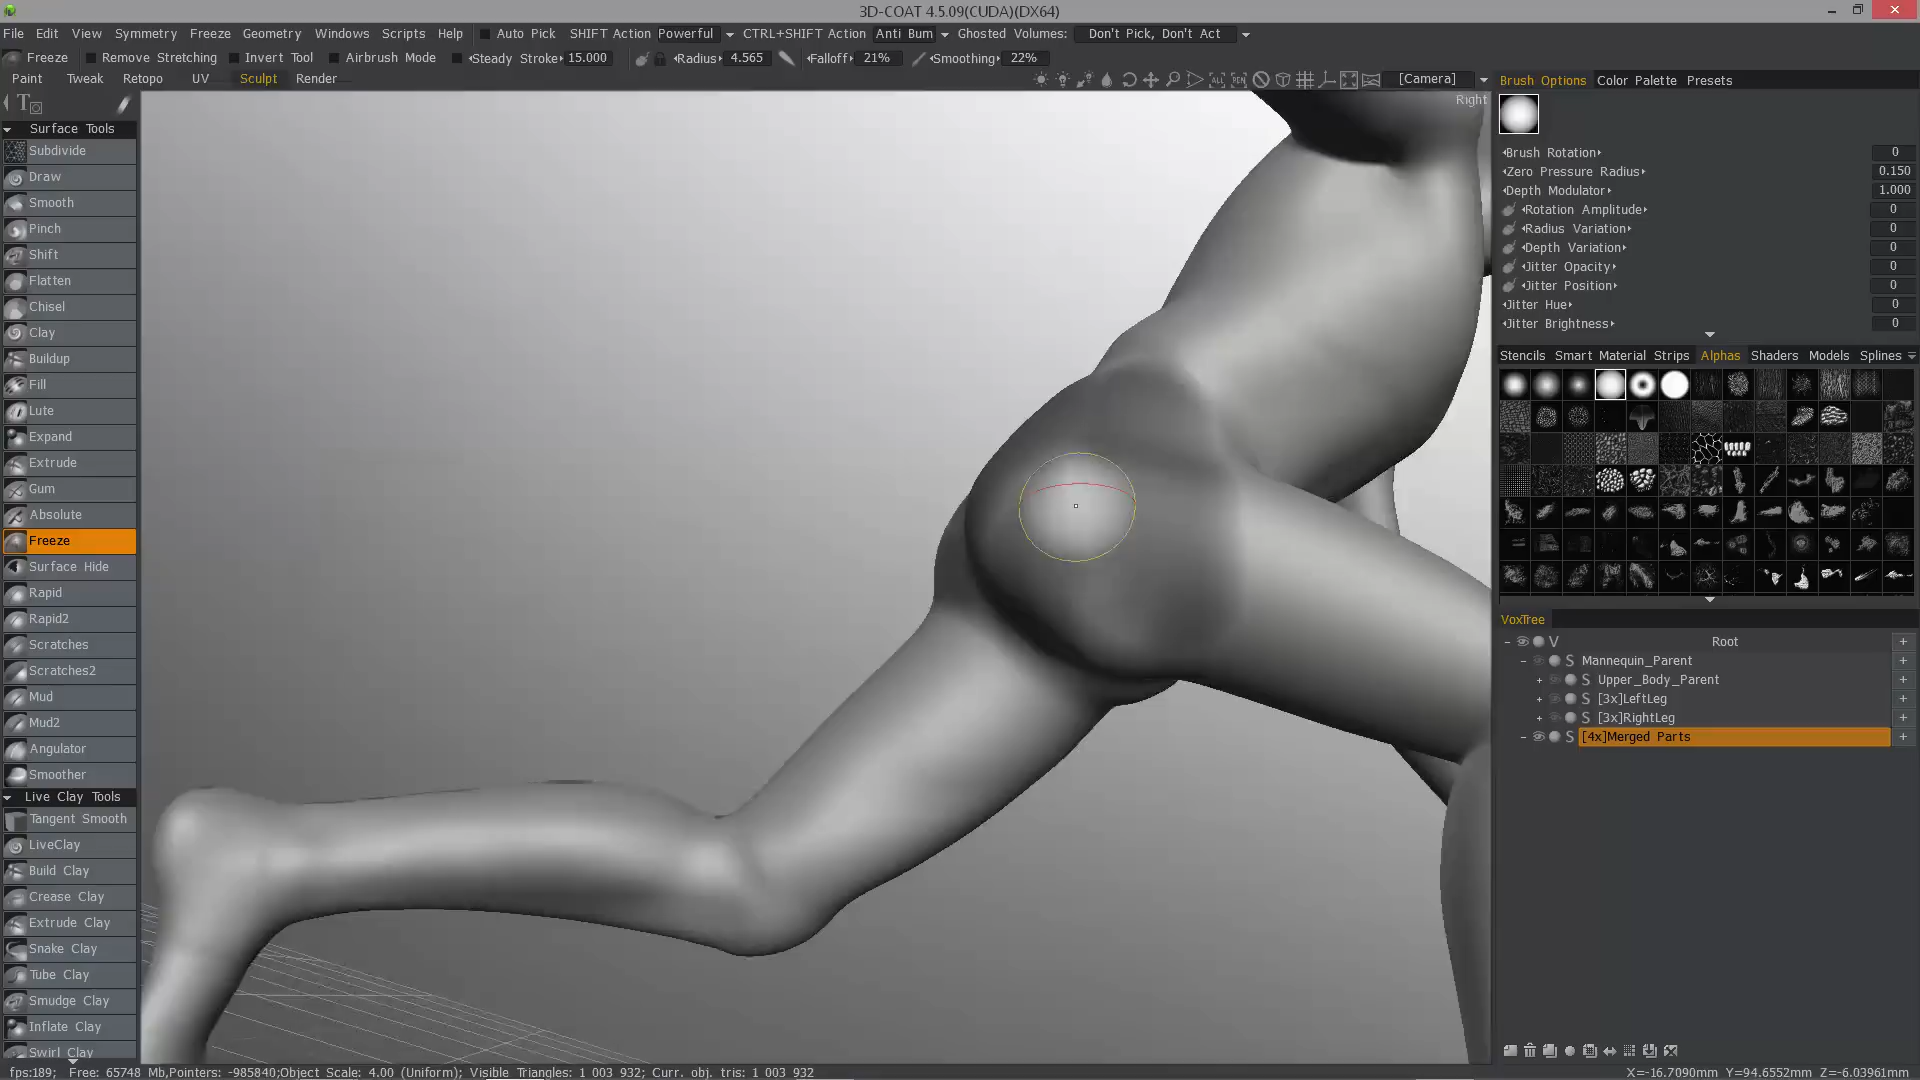 3D-COAT 4.5.09(CUDA)(DX64)
File Edit View Symmetry Freeze Geometry Windows Scripts Help Auto Pick SHIFT Action Powerful CTRL+SHIFT Action Anti Bum Ghosted Volumes: Don't Pick, Don't Act
Freeze Remove Stretching Invert Tool Airbrush Mode Steady Stroke 15.000 Radius 4.565 Falloff 21% Smoothing 22%
Paint Tweak Retopo UV Sculpt Render [Camera]
Right
Surface Tools
Subdivide
Draw
Smooth
Pinch
Shift
Flatten
Chisel
Clay
Buildup
Fill
Lute
Expand
Extrude
Gum
Absolute
Freeze
Surface Hide
Rapid
Rapid2
Scratches
Scratches2
Mud
Mud2
Angulator
Smoother
Live Clay Tools
Tangent Smooth
LiveClay
Build Clay
Crease Clay
Extrude Clay
Snake Clay
Tube Clay
Smudge Clay
Inflate Clay
Swirl Clay
Brush Options Color Palette Presets
Brush Rotation 0
Zero Pressure Radius 0.150
Depth Modulator 1.000
Rotation Amplitude 0
Radius Variation 0
Depth Variation 0
Jitter Opacity 0
Jitter Position 0
Jitter Hue 0
Jitter Brightness 0
Stencils Smart Material Strips Alphas Shaders Models Splines
VoxTree
V Root +
S Mannequin_Parent +
S Upper_Body_Parent +
S [3x]LeftLeg +
S [3x]RightLeg +
S [4x]Merged Parts +
fps:189; Free: 65748 Mb,Pointers: -985840;Object Scale: 4.00 (Uniform); Visible Triangles: 1 003 932; Curr. obj. tris: 1 003 932
X=-16.7090mm Y=94.6552mm Z=-6.03961mm